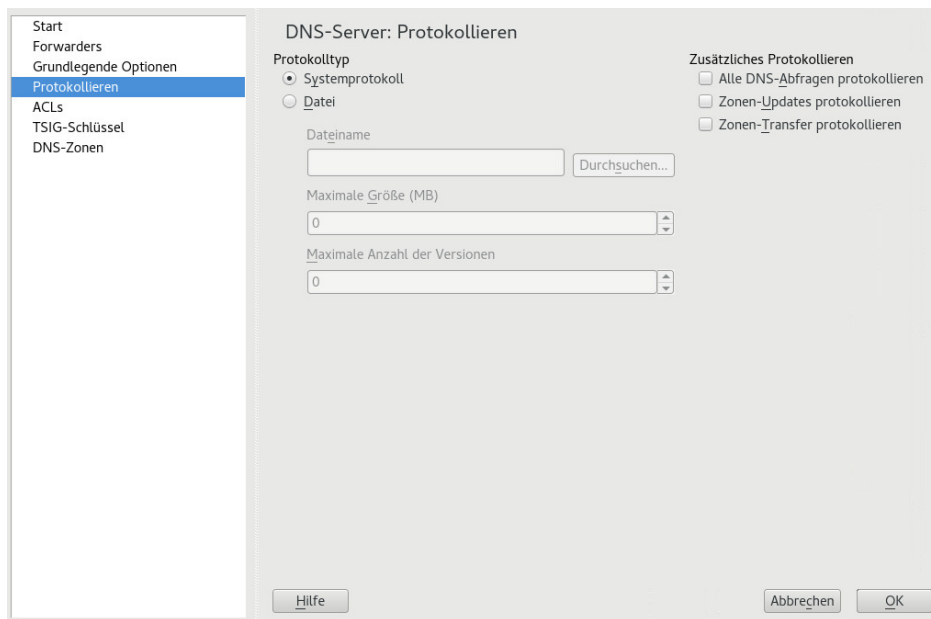 Start
Forwarders
Grundlegende Optionen
Protokollieren
ACLs
TSIG-Schlüssel
DNS-Zonen
DNS-Server: Protokollieren
Protokolltyp
Systemprotokoll
Datei
Dateiname
Durchsuchen...
Maximale Größe (MB)
0
Maximale Anzahl der Versionen
0
Zusätzliches Protokollieren
Alle DNS-Abfragen protokollieren
Zonen-Updates protokollieren
Zonen-Transfer protokollieren
Hilfe
Abbrechen
OK